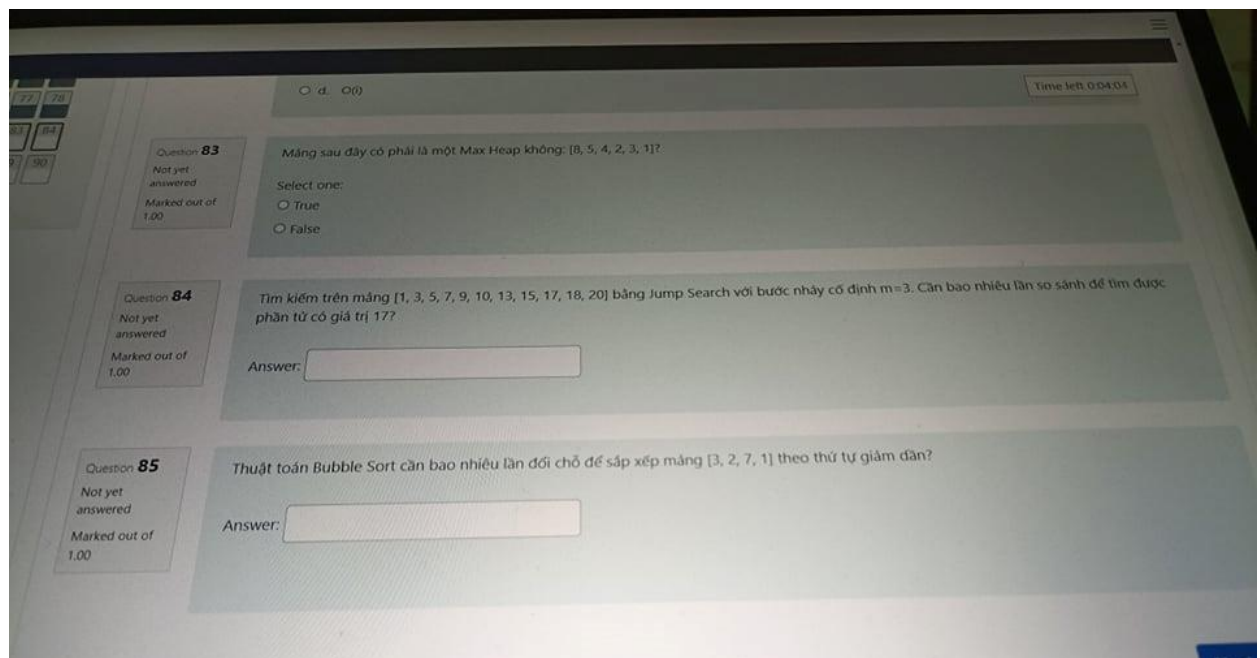 d. O(i)
Time left 0:04:04
77 78
83 84
90
Question 83
Not yet
answered
Marked out of
1.00
Mảng sau đây có phải là một Max Heap không: [8, 5, 4, 2, 3, 1]?
Select one:
True
False
Question 84
Not yet
answered
Marked out of
1.00
Tìm kiếm trên mảng [1, 3, 5, 7, 9, 10, 13, 15, 17, 18, 20] bằng Jump Search với bước nhảy cố định m=3. Cần bao nhiêu lần so sánh để tìm được
phần tử có giá trị 17?
Answer:
Question 85
Not yet
answered
Marked out of
1.00
Thuật toán Bubble Sort cần bao nhiêu lần đổi chỗ để sắp xếp mảng [3, 2, 7, 1] theo thứ tự giảm dần?
Answer: